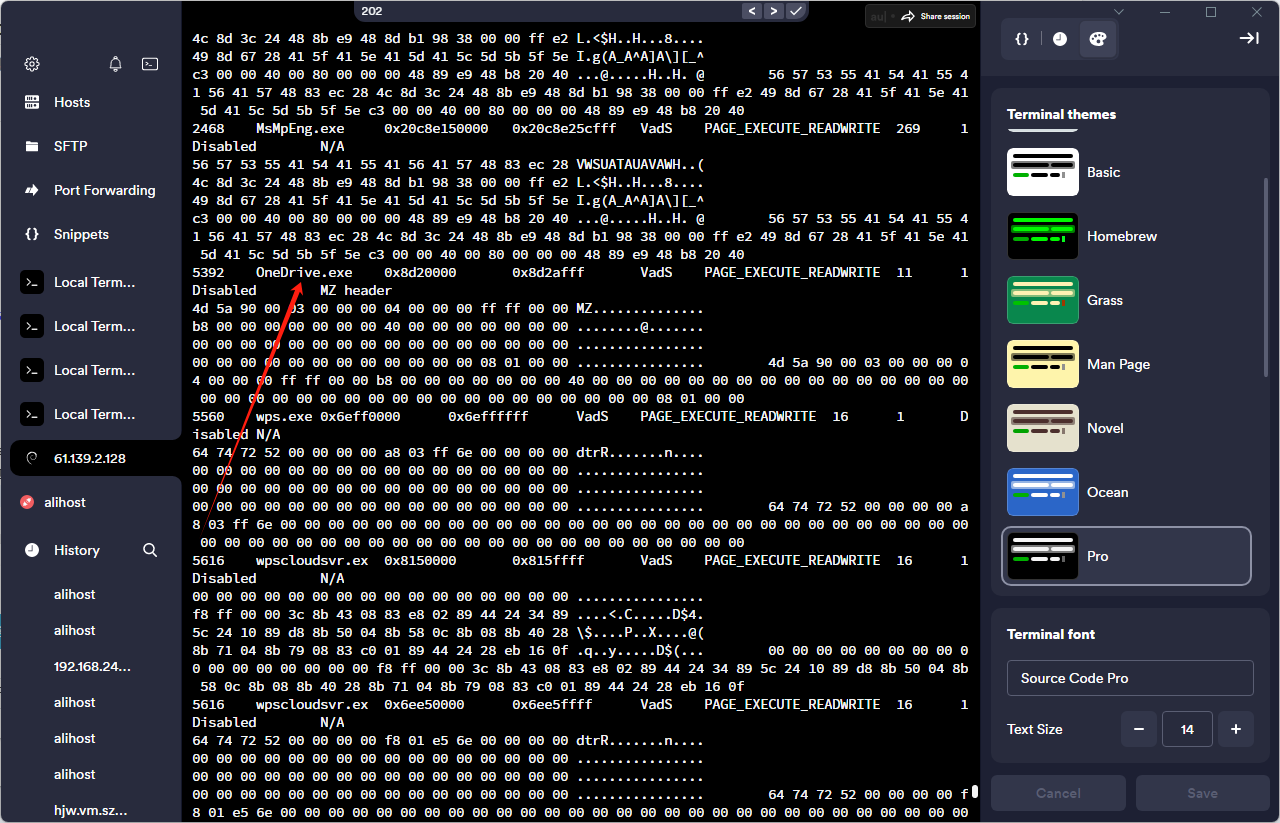 202
< >
au| •
Share session
Hosts
SFTP
Port Forwarding
Snippets
Local Term...
Local Term...
Local Term...
Local Term...
61.139.2.128
alihost
History
alihost
alihost
192.168.24...
alihost
alihost
alihost
hjw.vm.sz...
4c 8d 3c 24 48 8b e9 48 8d b1 98 38 00 00 ff e2 L.<$H..H...8....
49 8d 67 28 41 5f 41 5e 41 5d 41 5c 5d 5b 5f 5e I.g(A_A^A]A\][_^
c3 00 00 40 00 80 00 00 00 48 89 e9 48 b8 20 40 ...@.....H..H. @ 56 57 53 55 41 54 41 55 4
1 56 41 57 48 83 ec 28 4c 8d 3c 24 48 8b e9 48 8d b1 98 38 00 00 ff e2 49 8d 67 28 41 5f 41 5e 41
5d 41 5c 5d 5b 5f 5e c3 00 00 40 00 80 00 00 00 48 89 e9 48 b8 20 40
2468 MsMpEng.exe 0x20c8e150000 0x20c8e25cfff VadS PAGE_EXECUTE_READWRITE 269 1
Disabled N/A
56 57 53 55 41 54 41 55 41 56 41 57 48 83 ec 28 VWSUATAUAVAWH..(
4c 8d 3c 24 48 8b e9 48 8d b1 98 38 00 00 ff e2 L.<$H..H...8....
49 8d 67 28 41 5f 41 5e 41 5d 41 5c 5d 5b 5f 5e I.g(A_A^A]A\][_^
c3 00 00 40 00 80 00 00 00 48 89 e9 48 b8 20 40 ...@.....H..H. @ 56 57 53 55 41 54 41 55 4
1 56 41 57 48 83 ec 28 4c 8d 3c 24 48 8b e9 48 8d b1 98 38 00 00 ff e2 49 8d 67 28 41 5f 41 5e 41
5d 41 5c 5d 5b 5f 5e c3 00 00 40 00 80 00 00 00 48 89 e9 48 b8 20 40
5392 OneDrive.exe 0x8d20000 0x8d2afff VadS PAGE_EXECUTE_READWRITE 11 1
Disabled MZ header
4d 5a 90 00 03 00 00 00 04 00 00 00 ff ff 00 00 MZ..............
b8 00 00 00 00 00 00 00 40 00 00 00 00 00 00 00 ........@.......
00 00 00 00 00 00 00 00 00 00 00 00 00 00 00 00 ................
00 00 00 00 00 00 00 00 00 00 00 00 08 01 00 00 ................ 4d 5a 90 00 03 00 00 00 0
4 00 00 00 ff ff 00 00 b8 00 00 00 00 00 00 00 40 00 00 00 00 00 00 00 00 00 00 00 00 00 00 00 00
00 00 00 00 00 00 00 00 00 00 00 00 00 00 00 00 00 00 00 08 01 00 00
5560 wps.exe 0x6eff0000 0x6effffff VadS PAGE_EXECUTE_READWRITE 16 1 D
isabled N/A
64 74 72 52 00 00 00 00 a8 03 ff 6e 00 00 00 00 dtrR.......n....
00 00 00 00 00 00 00 00 00 00 00 00 00 00 00 00 ................
00 00 00 00 00 00 00 00 00 00 00 00 00 00 00 00 ................
00 00 00 00 00 00 00 00 00 00 00 00 00 00 00 00 ................ 64 74 72 52 00 00 00 00 a
8 03 ff 6e 00 00 00 00 00 00 00 00 00 00 00 00 00 00 00 00 00 00 00 00 00 00 00 00 00 00 00 00 00
00 00 00 00 00 00 00 00 00 00 00 00 00 00 00 00 00 00 00 00 00 00 00
5616 wpscloudsvr.ex 0x8150000 0x815ffff VadS PAGE_EXECUTE_READWRITE 16 1
Disabled N/A
00 00 00 00 00 00 00 00 00 00 00 00 00 00 00 00 ................
f8 ff 00 00 3c 8b 43 08 83 e8 02 89 44 24 34 89 ....<.C.....D$4.
5c 24 10 89 d8 8b 50 04 8b 58 0c 8b 08 8b 40 28 \$....P..X....@(
8b 71 04 8b 79 08 83 c0 01 89 44 24 28 eb 16 0f .q..y.....D$(... 00 00 00 00 00 00 00 00 0
0 00 00 00 00 00 00 00 f8 ff 00 00 3c 8b 43 08 83 e8 02 89 44 24 34 89 5c 24 10 89 d8 8b 50 04 8b
58 0c 8b 08 8b 40 28 8b 71 04 8b 79 08 83 c0 01 89 44 24 28 eb 16 0f
5616 wpscloudsvr.ex 0x6ee50000 0x6ee5ffff VadS PAGE_EXECUTE_READWRITE 16 1
Disabled N/A
64 74 72 52 00 00 00 00 f8 01 e5 6e 00 00 00 00 dtrR.......n....
00 00 00 00 00 00 00 00 00 00 00 00 00 00 00 00 ................
00 00 00 00 00 00 00 00 00 00 00 00 00 00 00 00 ................
00 00 00 00 00 00 00 00 00 00 00 00 00 00 00 00 ................ 64 74 72 52 00 00 00 00 f
8 01 e5 6e 00 00 00 00 00 00 00 00 00 00 00 00 00 00 00 00 00 00 00 00 00 00 00 00 00 00 00 00 00
Terminal themes
Basic
Homebrew
Grass
Man Page
Novel
Ocean
Pro
Terminal font
Source Code Pro
Text Size
− 14 +
Cancel
Save